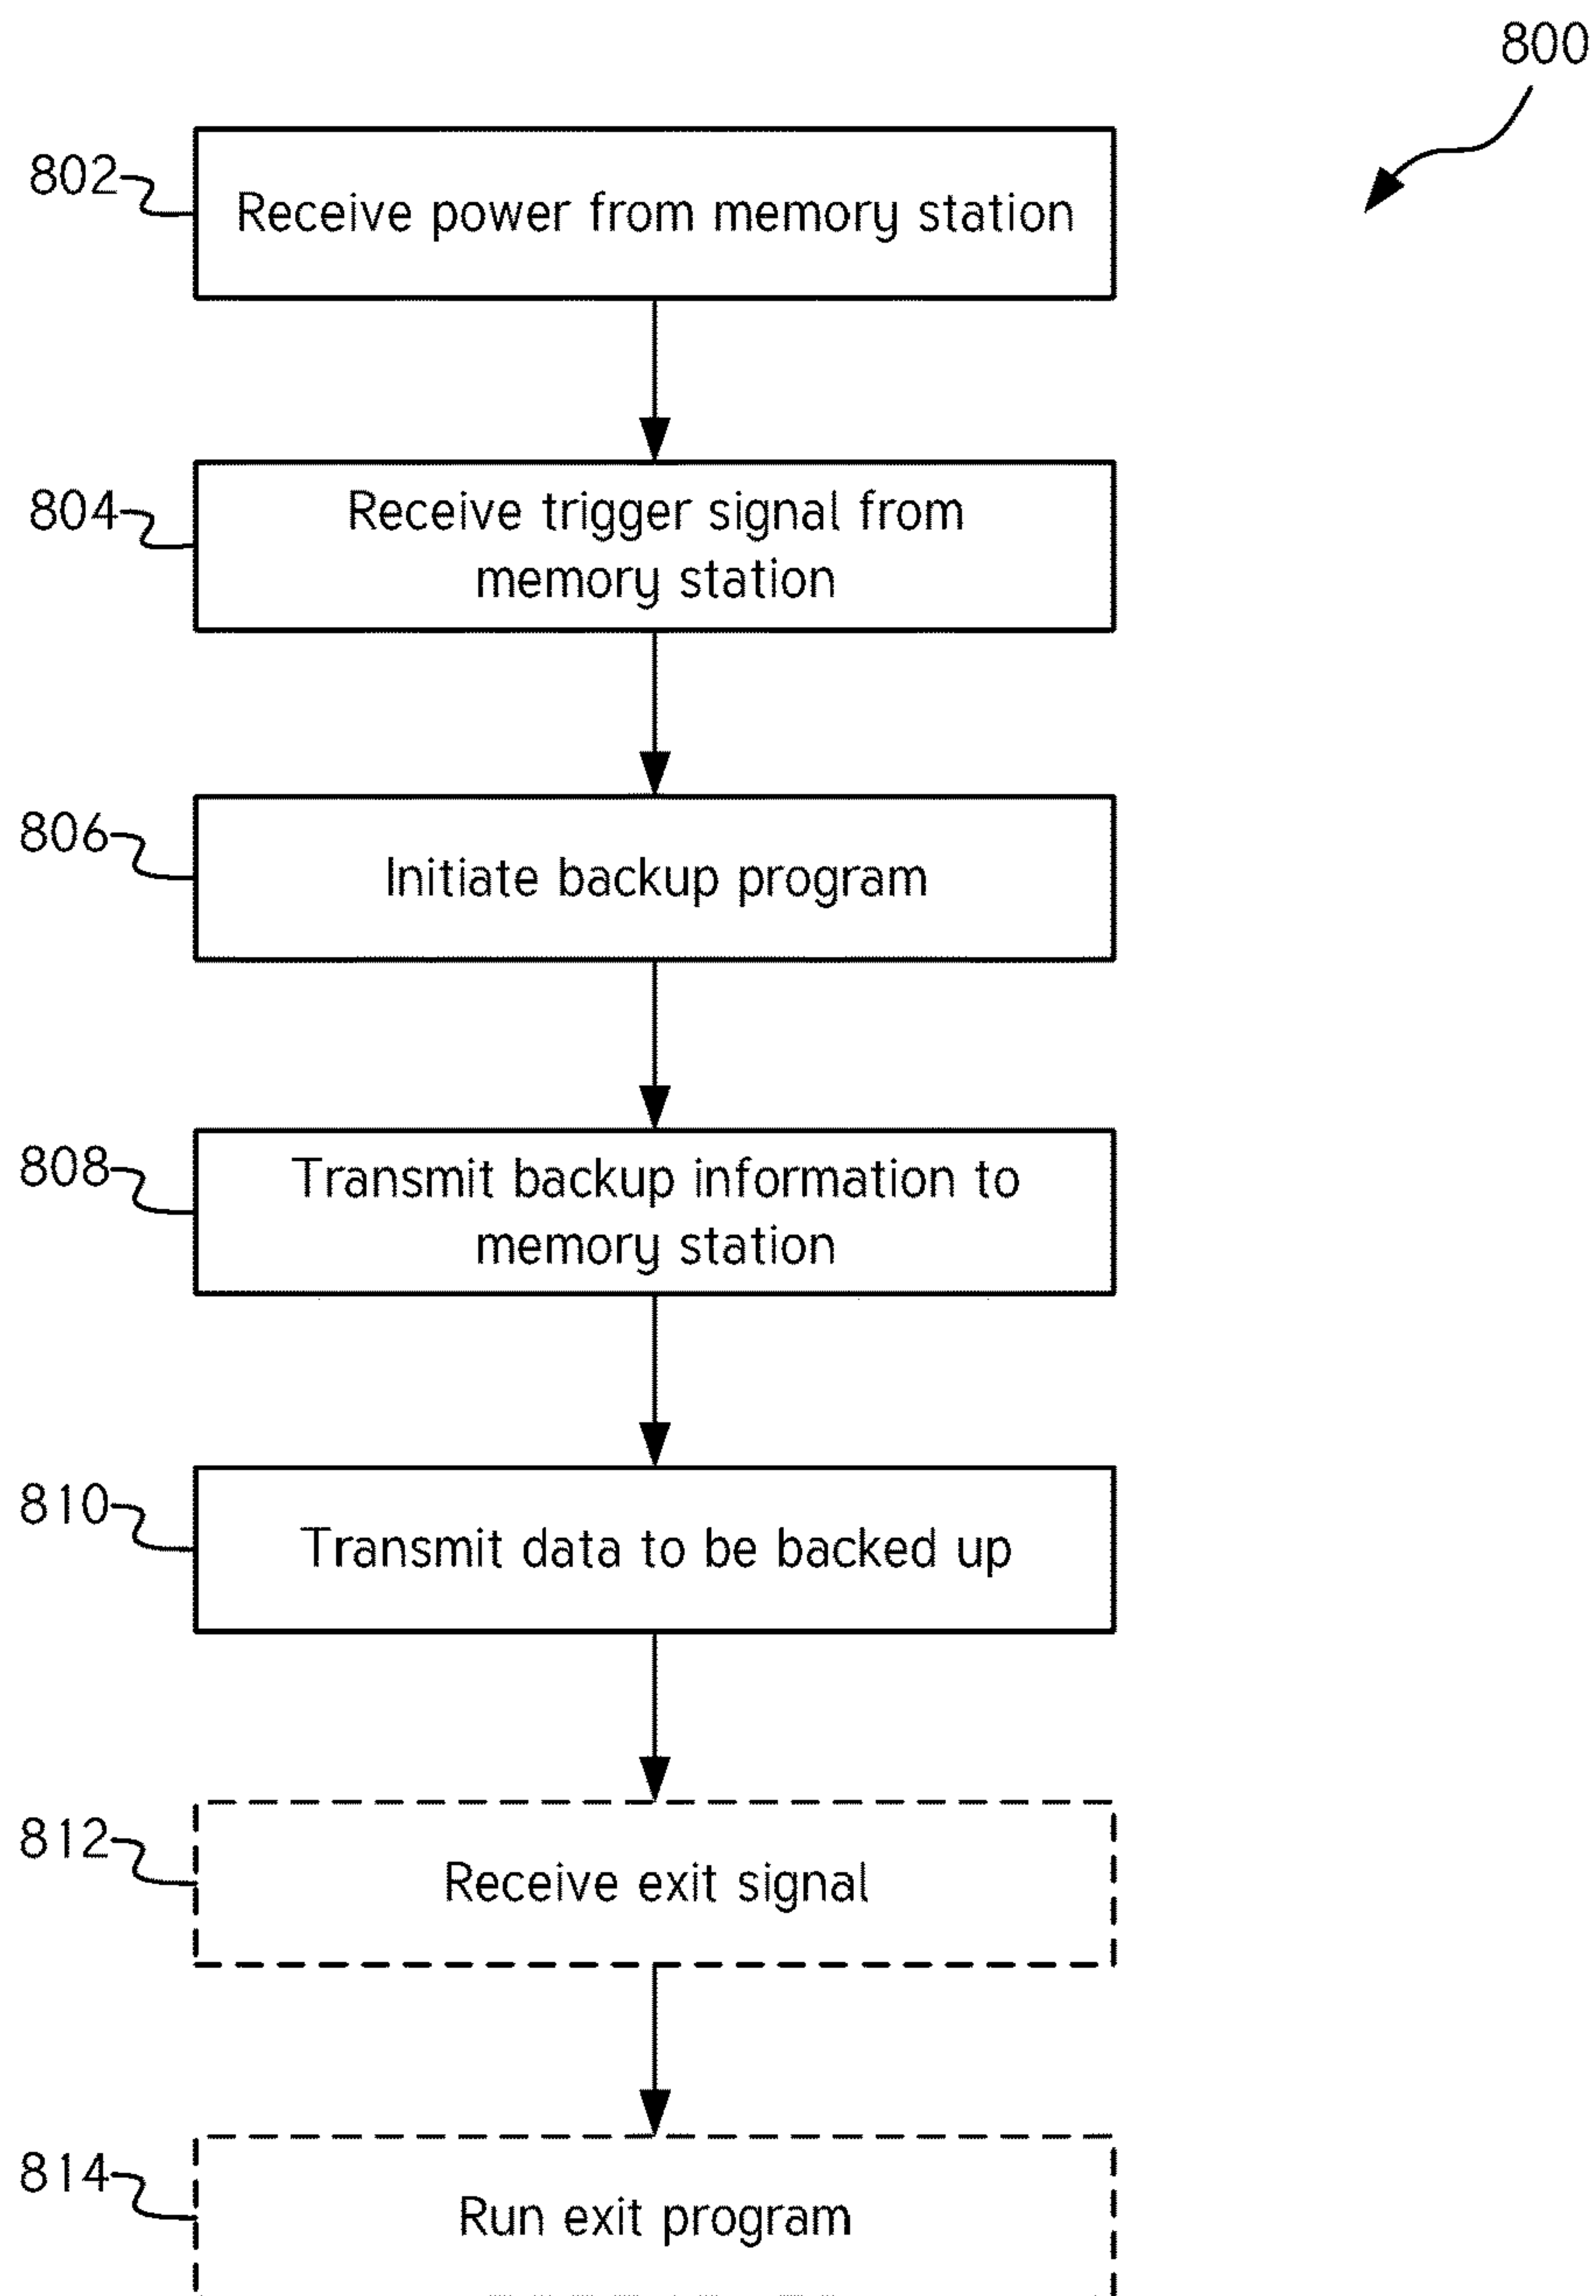 800
802
Receive power from memory station
804
Receive trigger signal from
memory station
806
Initiate backup program
808
Transmit backup information to
memory station
810
Transmit data to be backed up
812
Receive exit signal
814
Run exit program